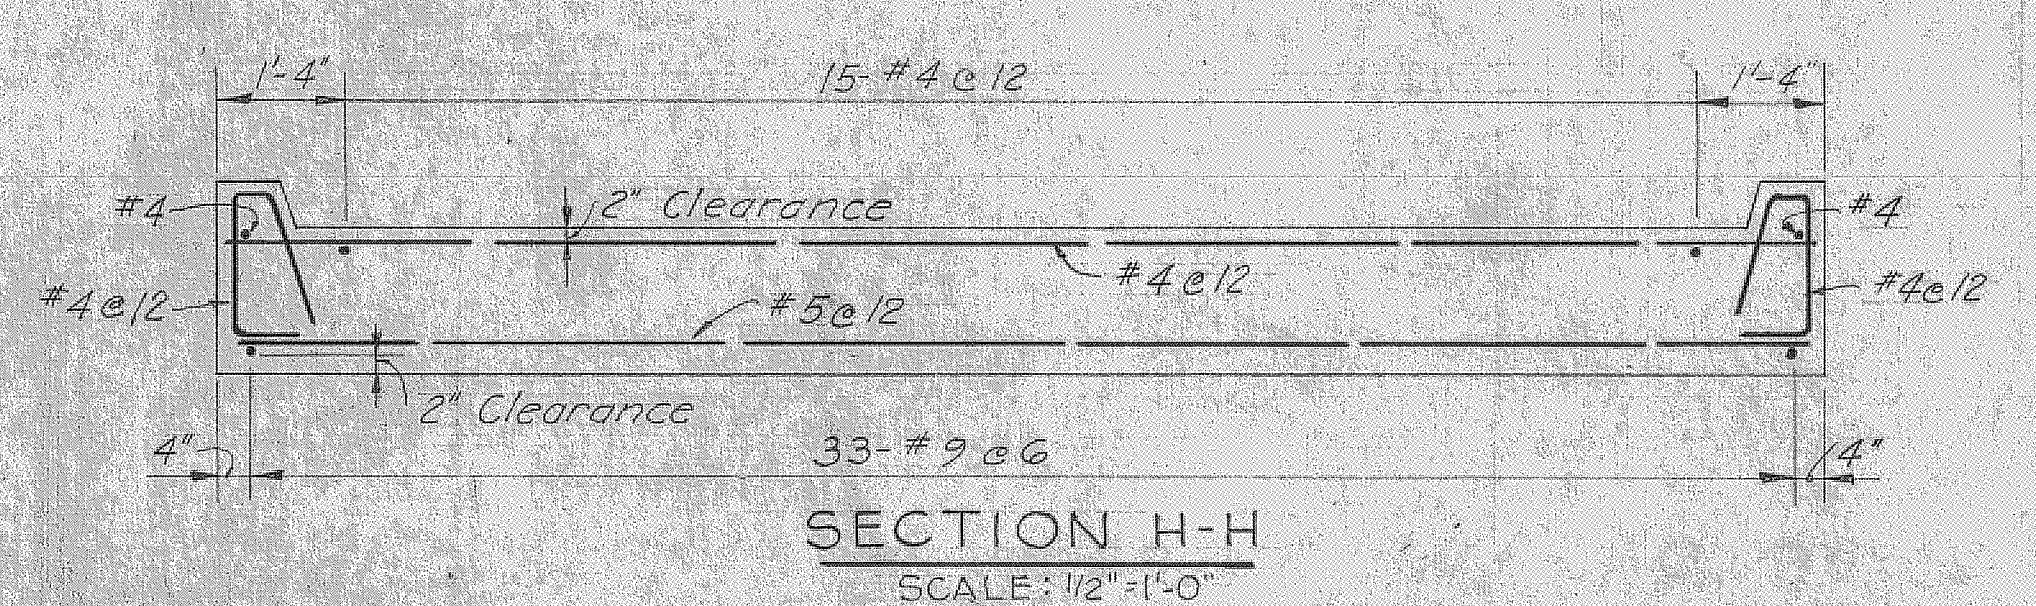 1'-4" 15-#4@12 1'-4"
#4 2" Clearance #4
#4@12
#4@12 #5@12 #4@12
2" Clearance
4" 33-#9@6 4"
SECTION H-H
SCALE: 1/2"=1'-0"